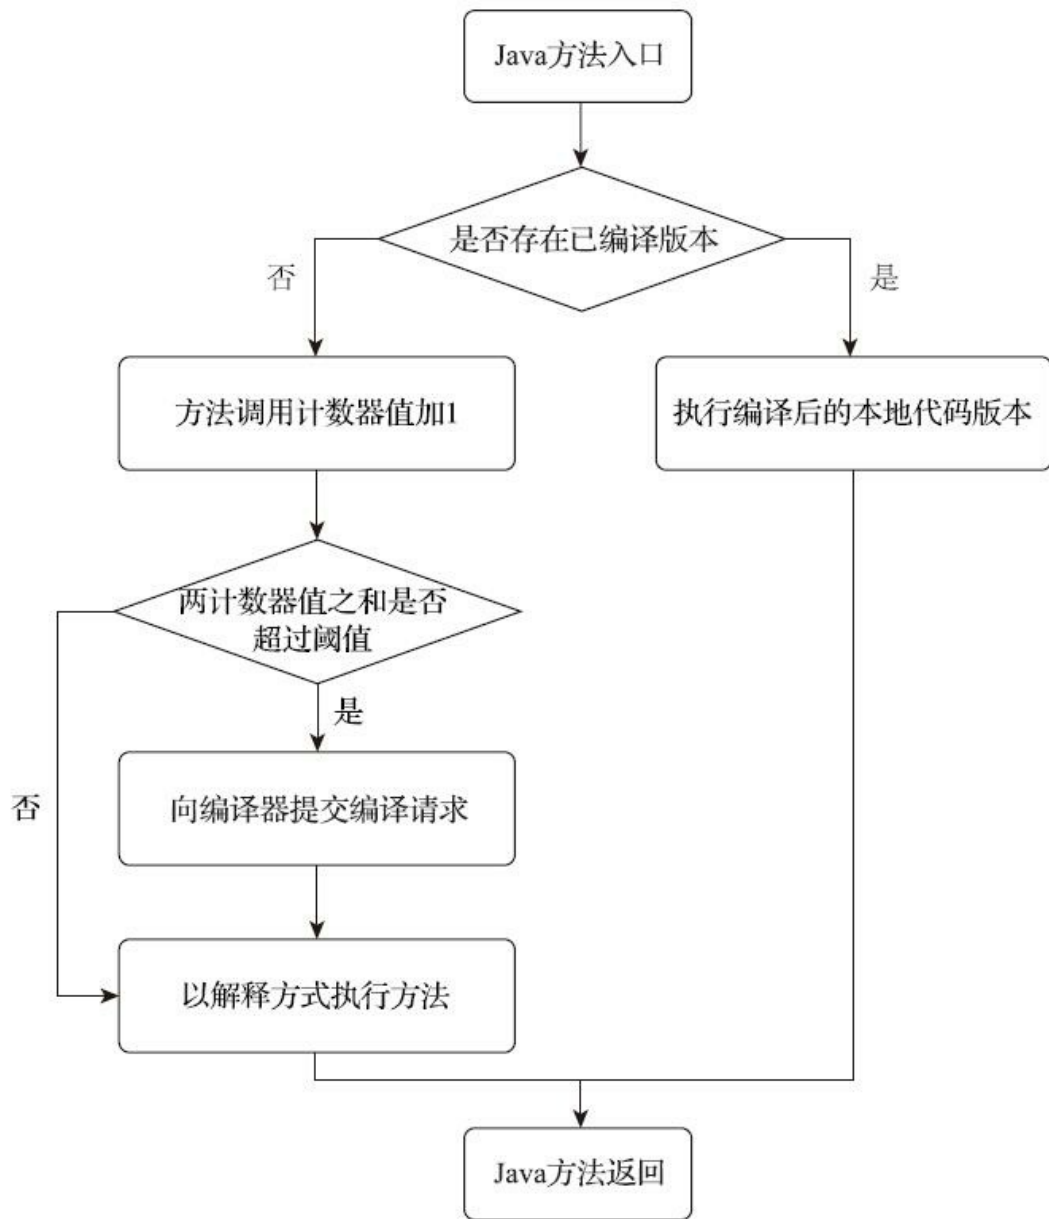 Java方法入口
是否存在已编译版本
否
是
方法调用计数器值加1
执行编译后的本地代码版本
两计数器值之和是否
超过阈值
是
向编译器提交编译请求
否
以解释方式执行方法
Java方法返回